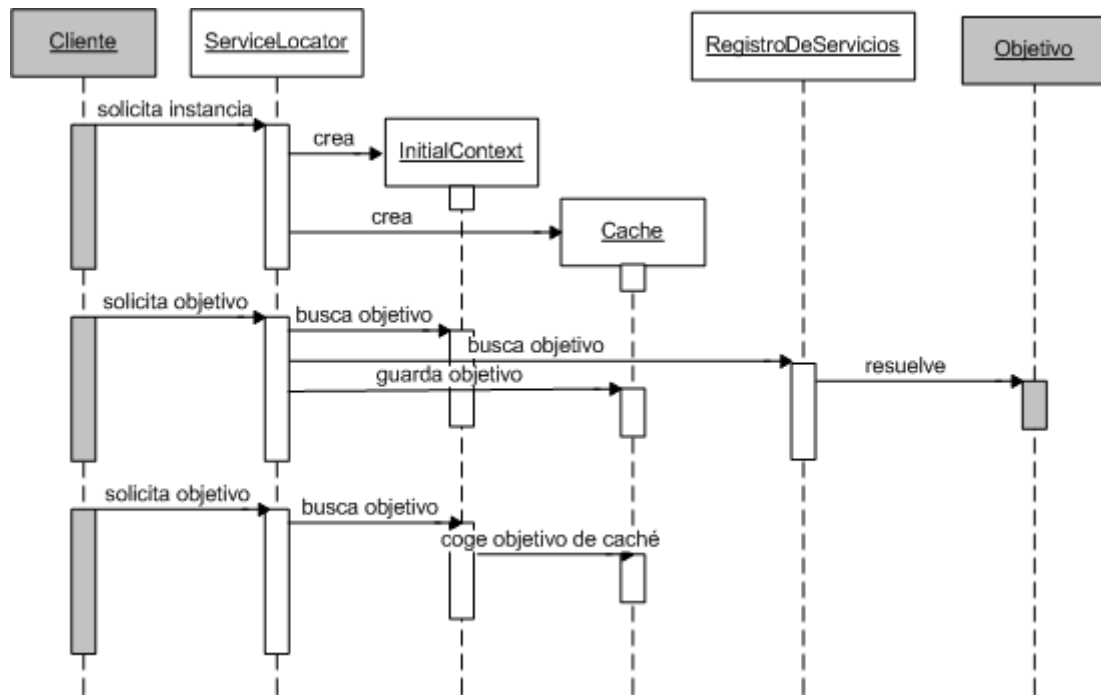 Cliente
ServiceLocator
RegistroDeServicios
Objetivo
solicita instancia
crea
InitialContext
crea
Cache
solicita objetivo
busca objetivo
busca objetivo
resuelve
guarda objetivo
solicita objetivo
busca objetivo
coge objetivo de caché